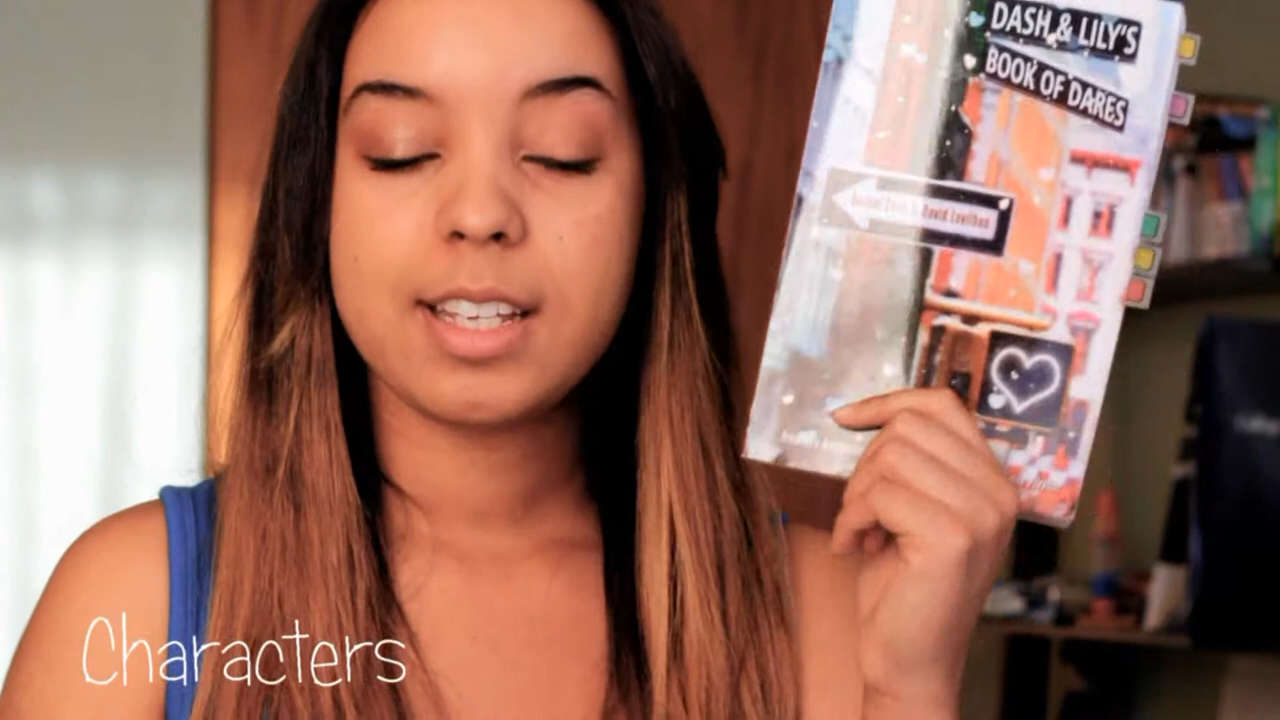 DASH & LILY'S
BOOK OF DARES
David Levithan
Characters